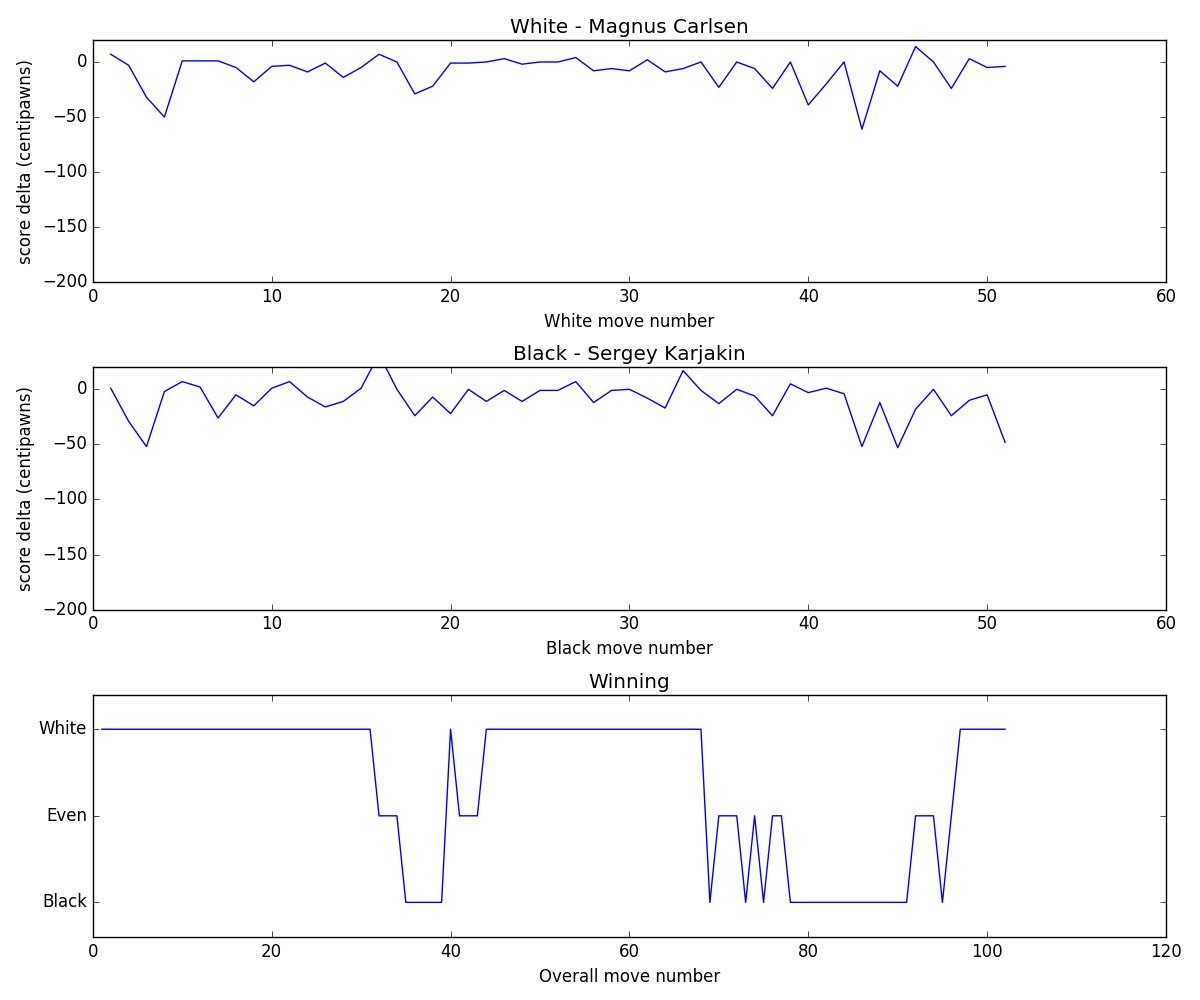 White - Magnus Carlsen
score delta (centipawns)
0
−50
−100
−150
−200
0 10 20 30 40 50 60
White move number
Black - Sergey Karjakin
score delta (centipawns)
0
−50
−100
−150
−200
0 10 20 30 40 50 60
Black move number
Winning
White
Even
Black
0 20 40 60 80 100 120
Overall move number